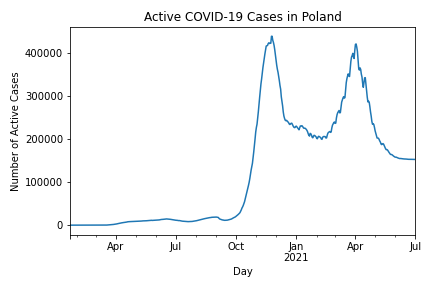 Active COVID-19 Cases in Poland
Number of Active Cases
400000
300000
200000
100000
0
Apr Jul Oct Jan Apr Jul
2021
Day